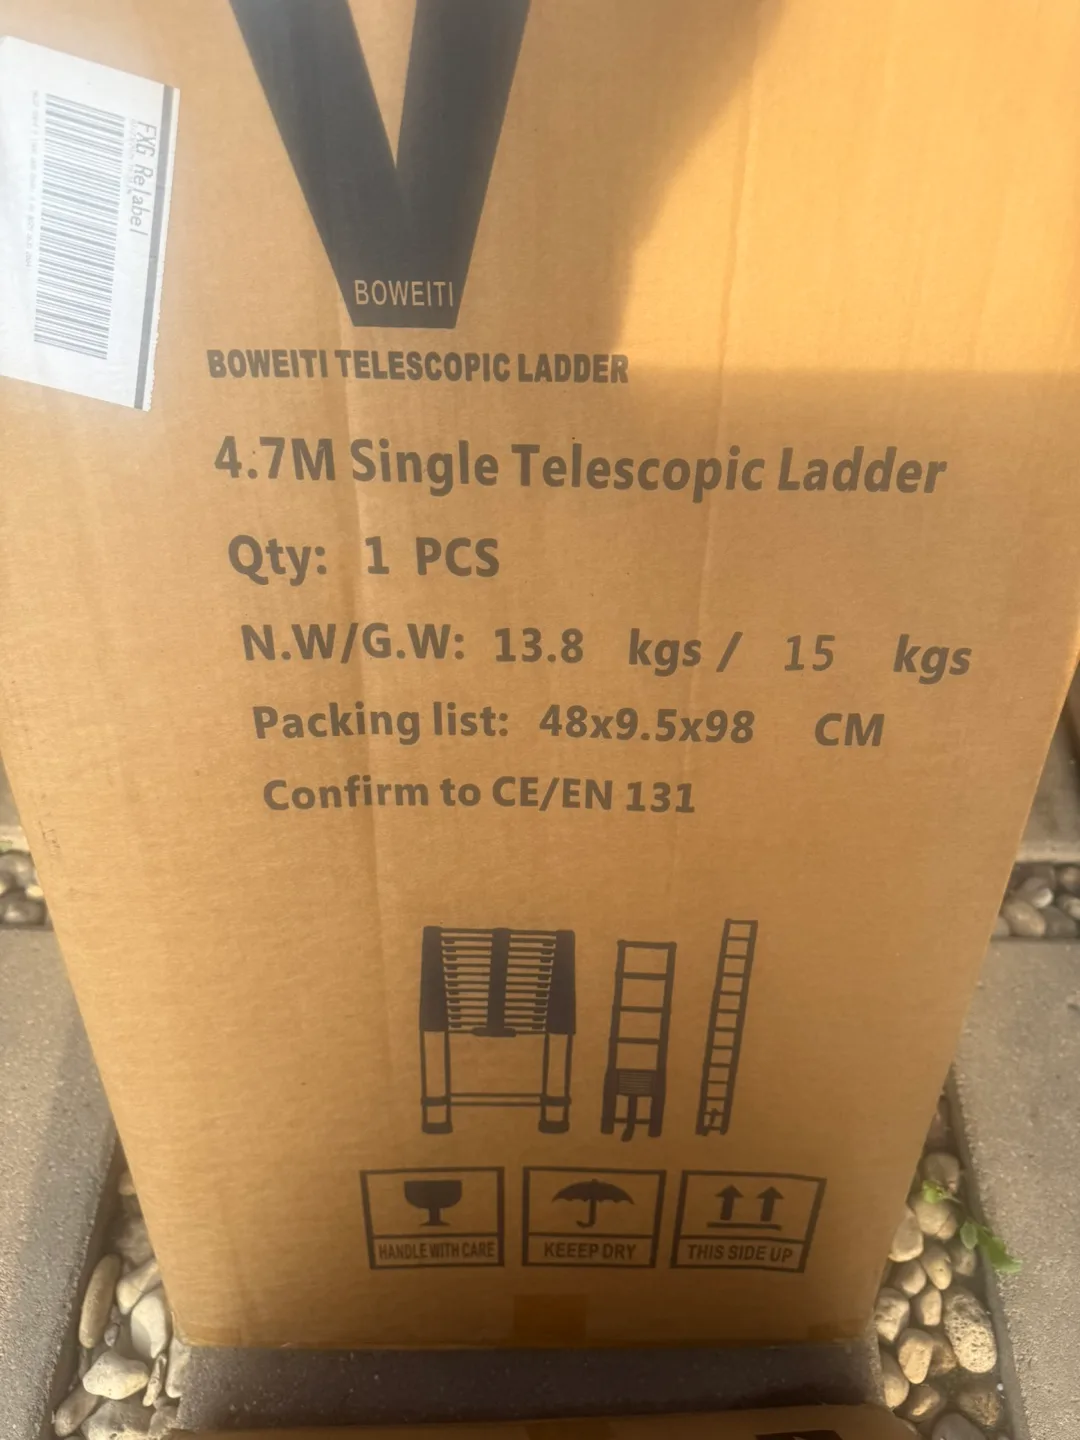 FXG Relabel
BOWEITI
BOWEITI TELESCOPIC LADDER
4.7M Single Telescopic Ladder
Qty: 1 PCS
N.W/G.W: 13.8 kgs / 15 kgs
Packing list: 48x9.5x98 CM
Confirm to CE/EN 131
HANDLE WITH CARE
KEEEP DRY
THIS SIDE UP